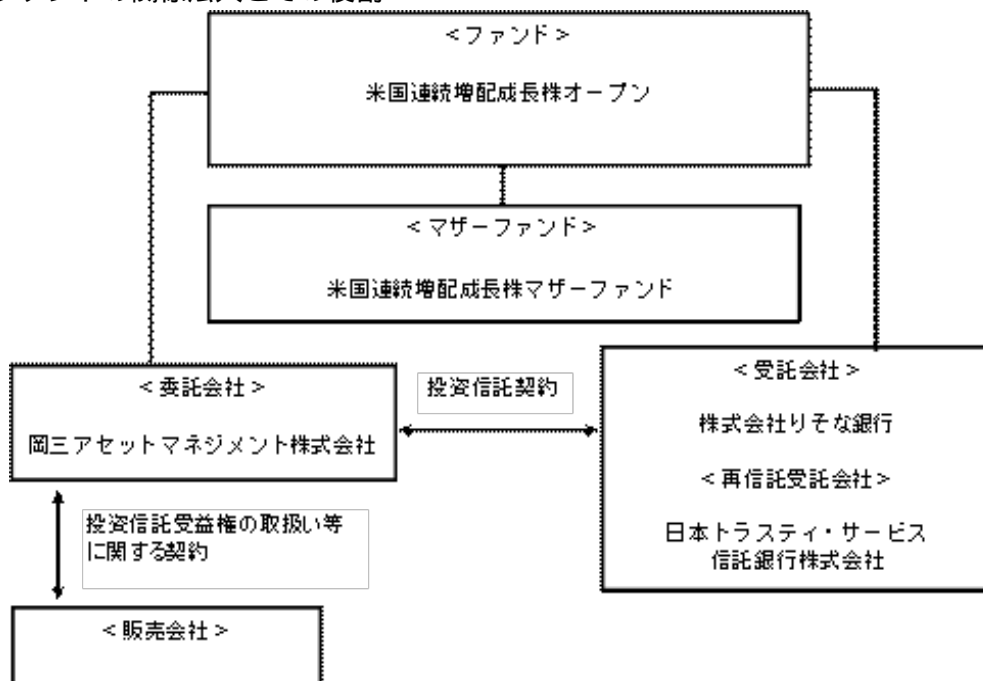 <ファンド>
米国連続増配成長株オープン
<マザーファンド>
米国連続増配成長株マザーファンド
<委託会社>
岡三アセットマネジメント株式会社
投資信託契約
<受託会社>
株式会社りそな銀行
<再信託受託会社>
日本トラスティ・サービス
信託銀行株式会社
投資信託受益権の取扱い等
に関する契約
<販売会社>